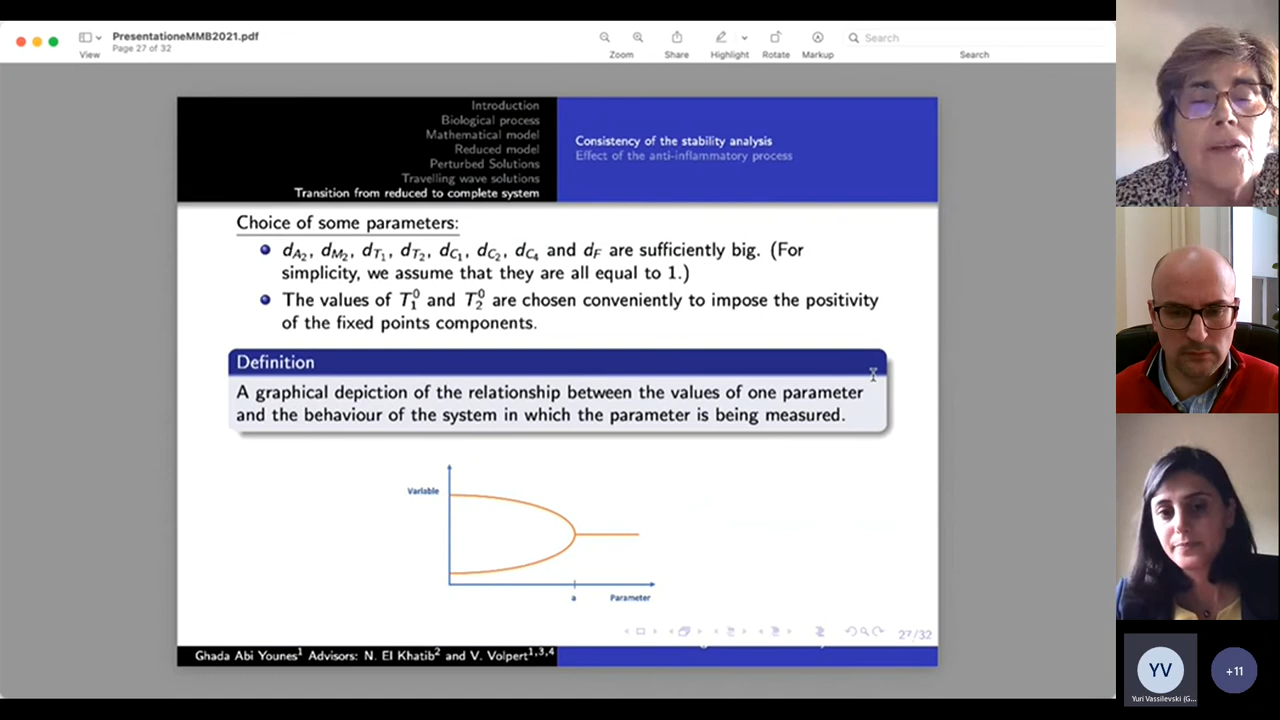 PresentationeMMB2021.pdf
Page 27 of 32
View
Zoom
Share
Highlight
Rotate
Markup
Search
Search
Introduction
Biological process
Mathematical model
Reduced model
Perturbed Solutions
Travelling wave solutions
Transition from reduced to complete system
Consistency of the stability analysis
Effect of the anti-inflammatory process
Choice of some parameters:
d_{A_2}, d_{M_2}, d_{T_1}, d_{T_2}, d_{C_1}, d_{C_2}, d_{C_4} and d_F are sufficiently big. (For
simplicity, we assume that they are all equal to 1.)
The values of T_1^0 and T_2^0 are chosen conveniently to impose the positivity
of the fixed points components.
Definition
A graphical depiction of the relationship between the values of one parameter
and the behaviour of the system in which the parameter is being measured.
Variable
a
Parameter
27/32
Ghada Abi Younes¹ Advisors: N. El Khatib² and V. Volpert¹,³,⁴
YV
Yuri Vassilevski (G...
+11